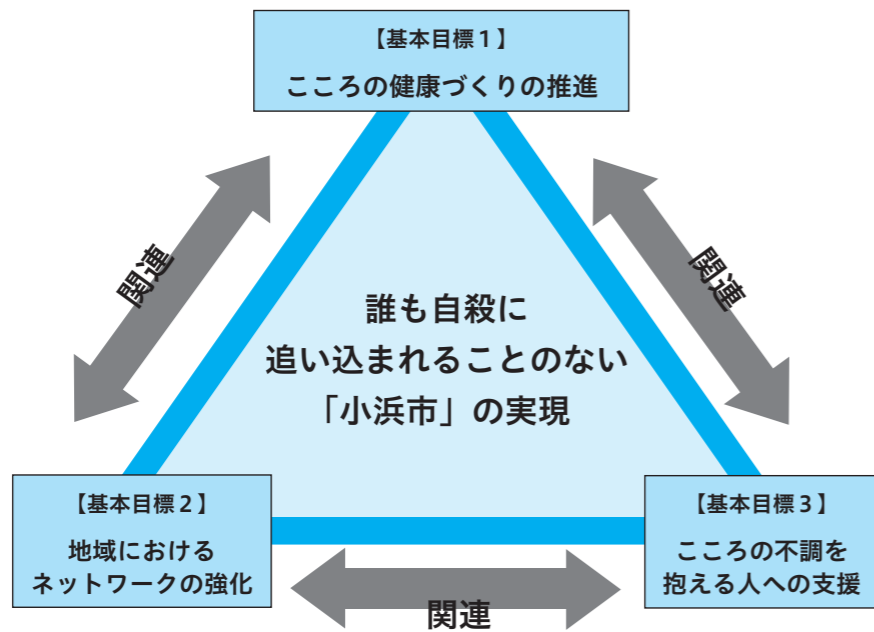 【基本目標1】
こころの健康づくりの推進
関連
関連
誰も自殺に
追い込まれることのない
「小浜市」の実現
【基本目標2】
地域における
ネットワークの強化
【基本目標3】
こころの不調を
抱える人への支援
関連